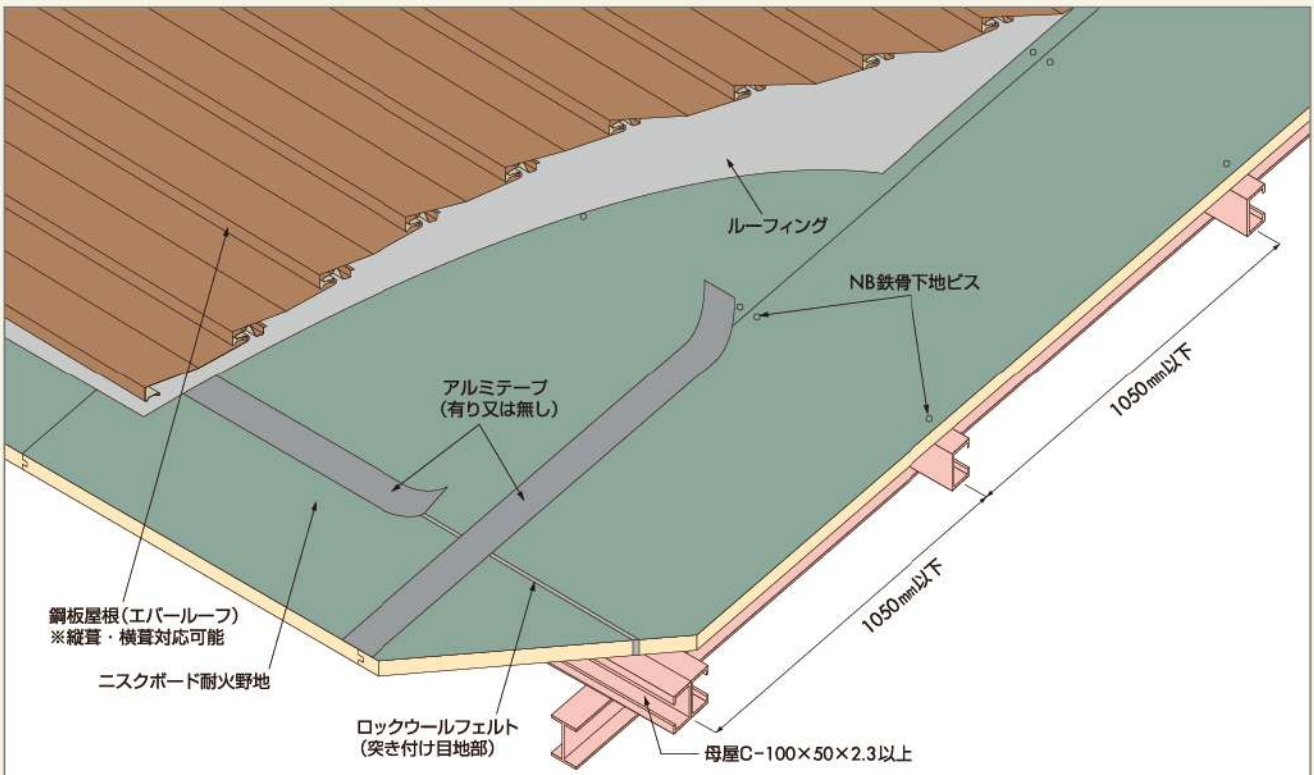 ルーフィング
NB鉄骨下地ビス
1050mm以下
アルミテープ
(有り又は無し)
1050mm以下
鋼板屋根(エバールーフ)
※縦葺・横葺対応可能
ニスクボード耐火野地
ロックウールフェルト
(突き付け目地部)
母屋C-100×50×2.3以上